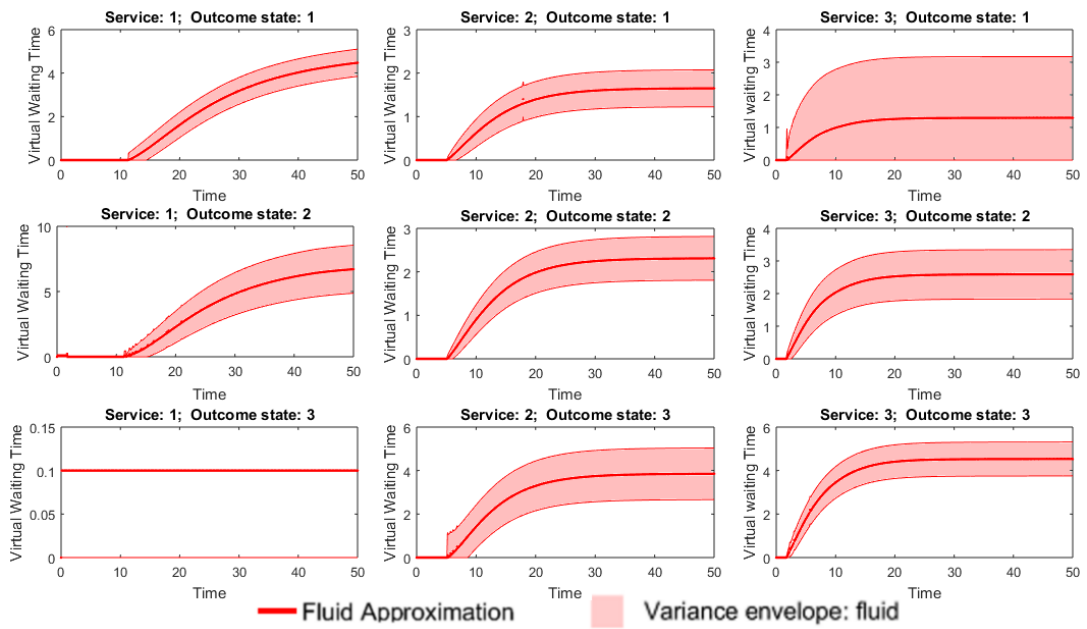 Service: 1;  Outcome state: 1
Virtual Waiting Time
6
4
2
0
0 10 20 30 40 50
Time
Service: 2;  Outcome state: 1
Virtual Waiting Time
3
2
1
0
0 10 20 30 40 50
Time
Service: 3;  Outcome state: 1
Virtual waiting Time
4
3
2
1
0
0 10 20 30 40 50
Time
Service: 1;  Outcome state: 2
Virtual Waiting Time
10
5
0
0 10 20 30 40 50
Time
Service: 2;  Outcome state: 2
Virtual Waiting Time
3
2
1
0
0 10 20 30 40 50
Time
Service: 3;  Outcome state: 2
Virtual waiting Time
4
3
2
1
0
0 10 20 30 40 50
Time
Service: 1;  Outcome state: 3
Virtual Waiting Time
0.15
0.1
0.05
0
0 10 20 30 40 50
Time
Service: 2;  Outcome state: 3
Virtual Waiting Time
6
4
2
0
0 10 20 30 40 50
Time
Service: 3;  Outcome state: 3
Virtual waiting Time
6
4
2
0
0 10 20 30 40 50
Time
Fluid Approximation
Variance envelope: fluid